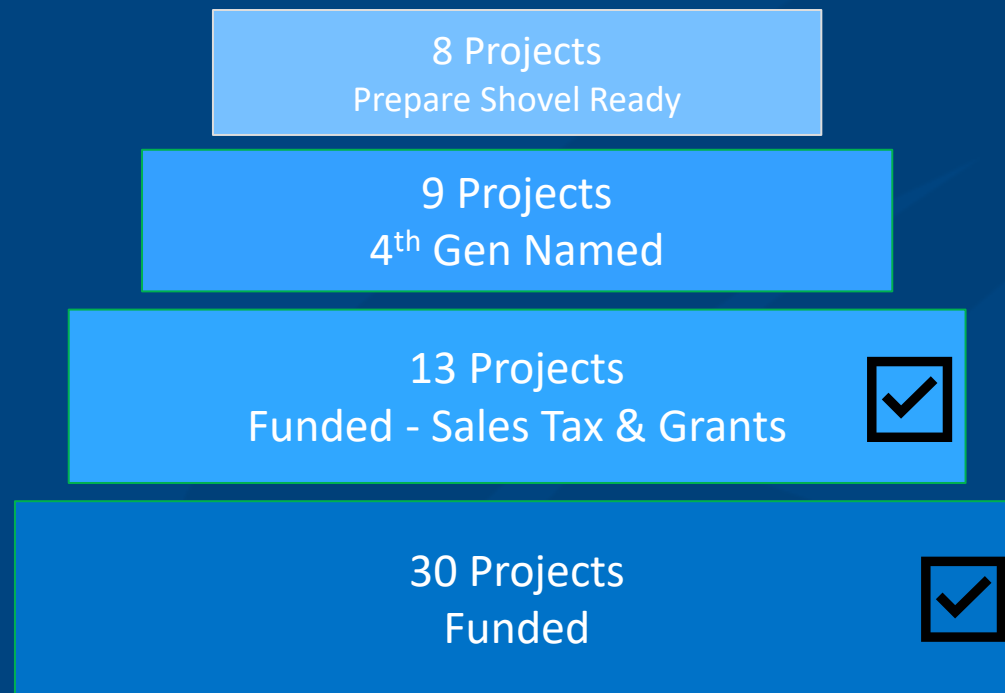 8 Projects
Prepare Shovel Ready
9 Projects
4th Gen Named
13 Projects
Funded - Sales Tax & Grants
30 Projects
Funded